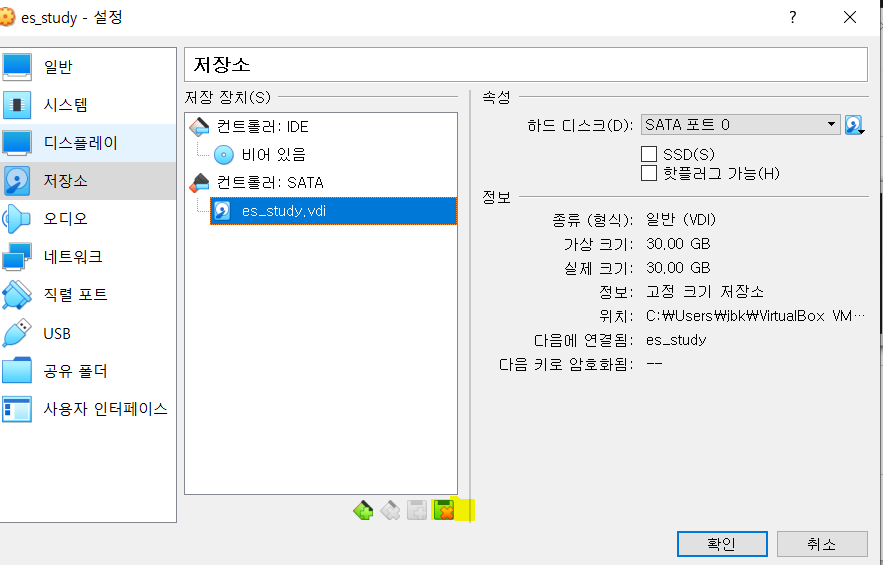 es_study - 설정
?
일반
시스템
디스플레이
저장소
오디오
네트워크
직렬 포트
USB
공유 폴더
사용자 인터페이스
저장소
저장 장치(S)
컨트롤러: IDE
비어 있음
컨트롤러: SATA
es_study.vdi
속성
하드 디스크(D): SATA 포트 0
SSD(S)
핫플러그 가능(H)
정보
종류 (형식): 일반 (VDI)
가상 크기: 30.00 GB
실제 크기: 30.00 GB
정보: 고정 크기 저장소
위치: C:₩Users₩jbk₩VirtualBox VM...
다음에 연결됨: es_study
다음 키로 암호화됨: --
확인
취소